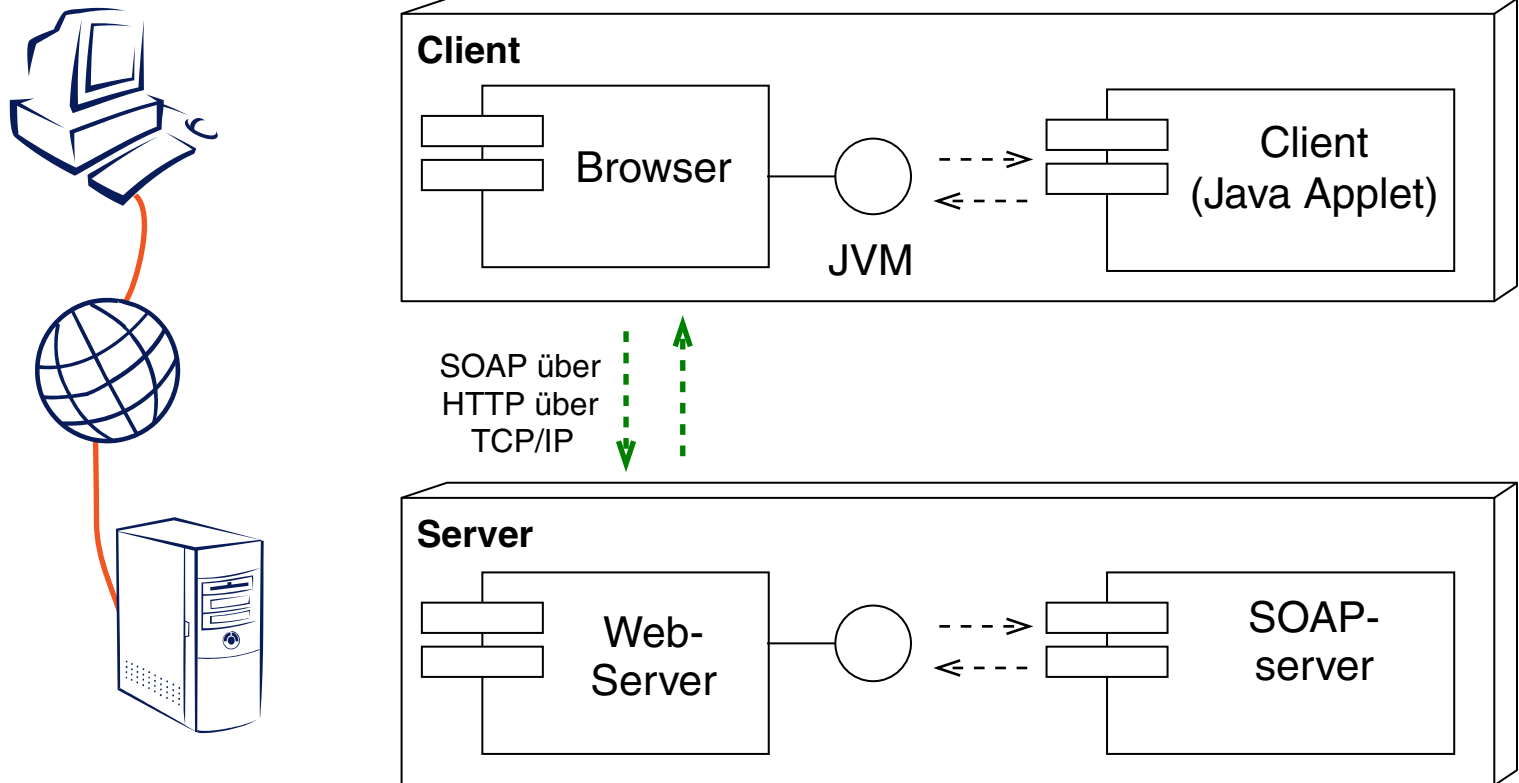 Client
Browser
JVM
Client
(Java Applet)
SOAP über
HTTP über
TCP/IP
Server
Web-
Server
SOAP-
server